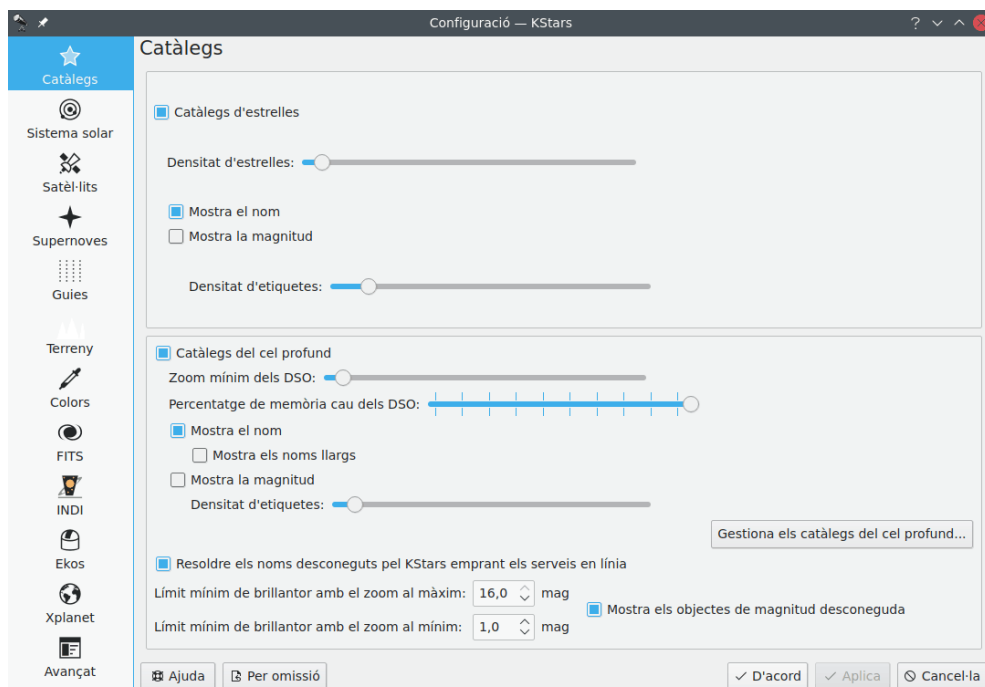 Configuració — KStars
Catàlegs
Sistema solar
Satèl·lits
Supernoves
Guies
Terreny
Colors
FITS
INDI
Ekos
Xplanet
Avançat
Catàlegs
Catàlegs d'estrelles
Densitat d'estrelles:
Mostra el nom
Mostra la magnitud
Densitat d'etiquetes:
Catàlegs del cel profund
Zoom mínim dels DSO:
Percentatge de memòria cau dels DSO:
Mostra el nom
Mostra els noms llargs
Mostra la magnitud
Densitat d'etiquetes:
Gestiona els catàlegs del cel profund...
Resoldre els noms desconeguts pel KStars emprant els serveis en línia
Límit mínim de brillantor amb el zoom al màxim: 16,0 mag
Mostra els objectes de magnitud desconeguda
Límit mínim de brillantor amb el zoom al mínim: 1,0 mag
Ajuda Per omissió D'acord Aplica Cancel·la